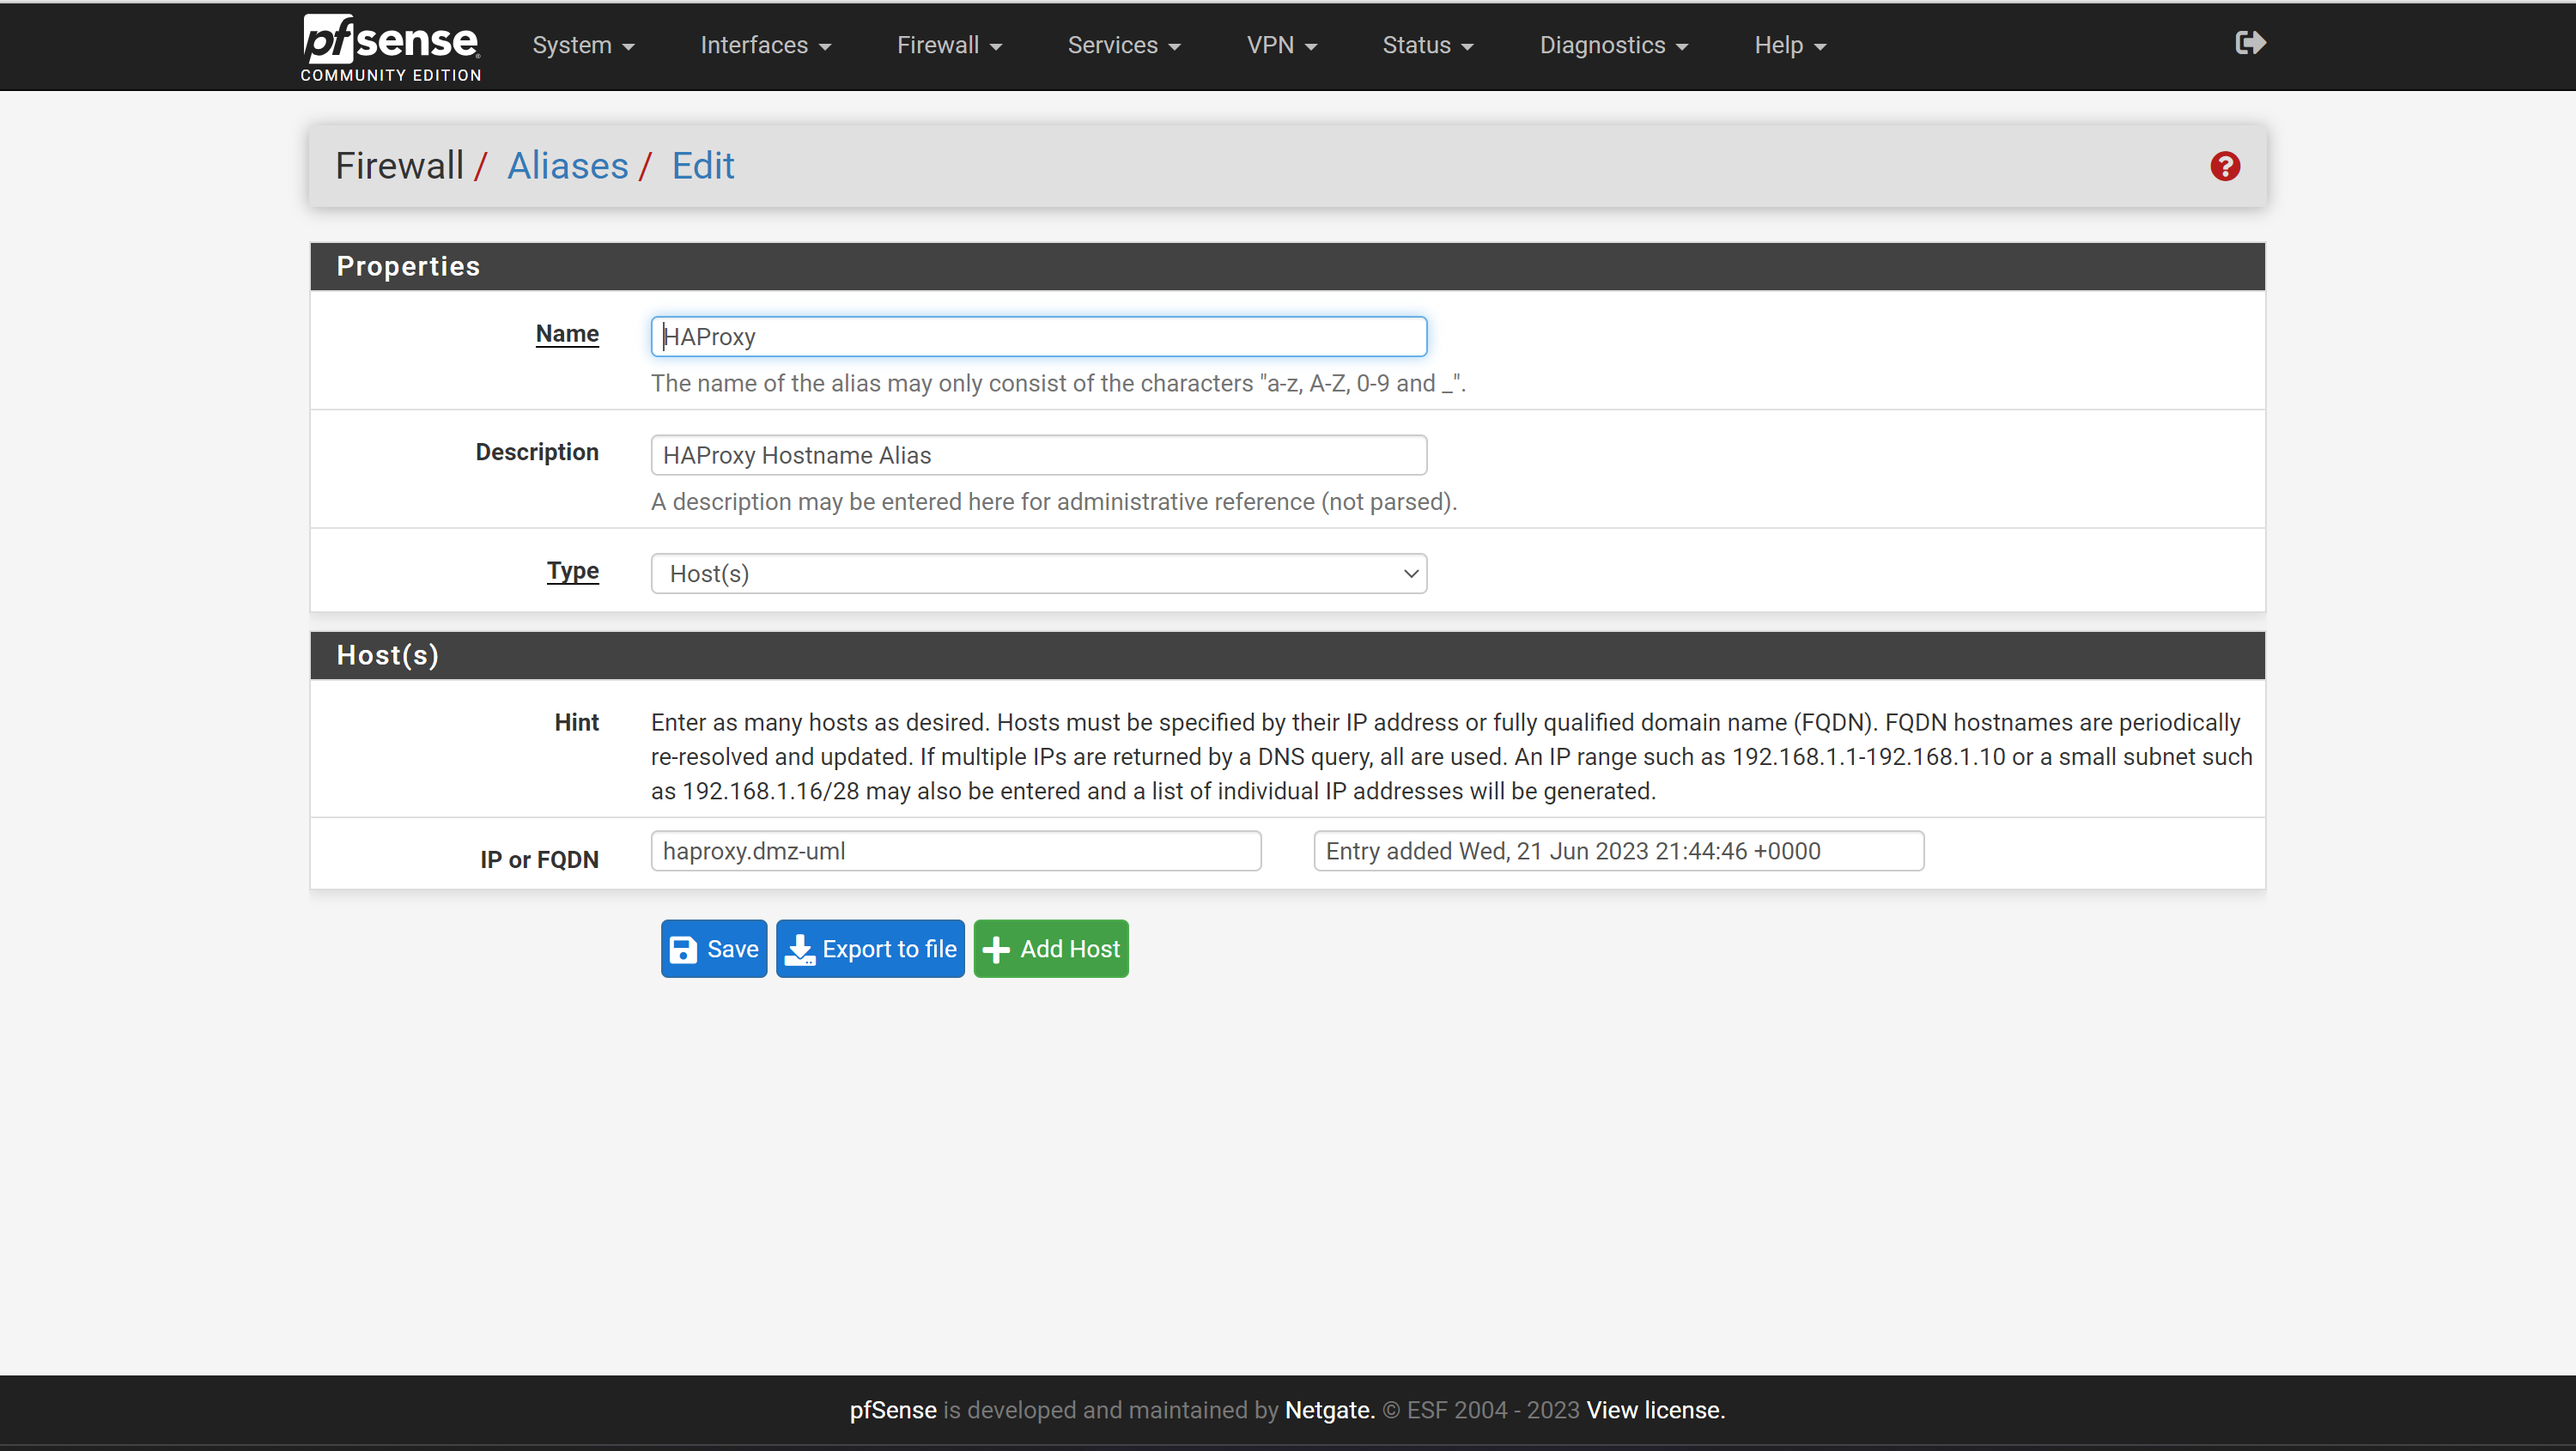 pfsense
COMMUNITY EDITION
System
Interfaces
Firewall
Services
VPN
Status
Diagnostics
Help
Firewall / Aliases / Edit
Properties
Name
HAProxy
The name of the alias may only consist of the characters "a-z, A-Z, 0-9 and _".
Description
HAProxy Hostname Alias
A description may be entered here for administrative reference (not parsed).
Type
Host(s)
Host(s)
Hint
Enter as many hosts as desired. Hosts must be specified by their IP address or fully qualified domain name (FQDN). FQDN hostnames are periodically
re-resolved and updated. If multiple IPs are returned by a DNS query, all are used. An IP range such as 192.168.1.1-192.168.1.10 or a small subnet such
as 192.168.1.16/28 may also be entered and a list of individual IP addresses will be generated.
IP or FQDN
haproxy.dmz-uml
Entry added Wed, 21 Jun 2023 21:44:46 +0000
Save
Export to file
Add Host
pfSense is developed and maintained by Netgate. © ESF 2004 - 2023 View license.